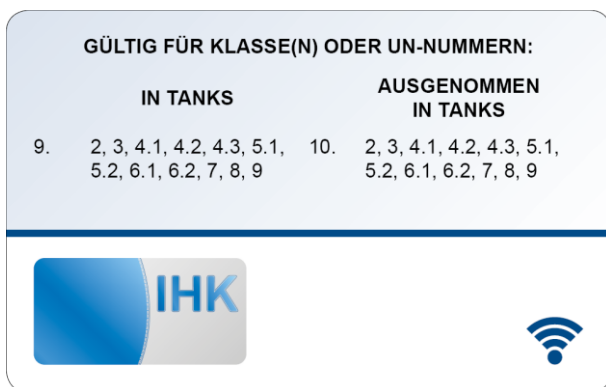 GÜLTIG FÜR KLASSE(N) ODER UN-NUMMERN:
IN TANKS
AUSGENOMMEN
IN TANKS
9. 2, 3, 4.1, 4.2, 4.3, 5.1,
5.2, 6.1, 6.2, 7, 8, 9
10. 2, 3, 4.1, 4.2, 4.3, 5.1,
5.2, 6.1, 6.2, 7, 8, 9
IHK